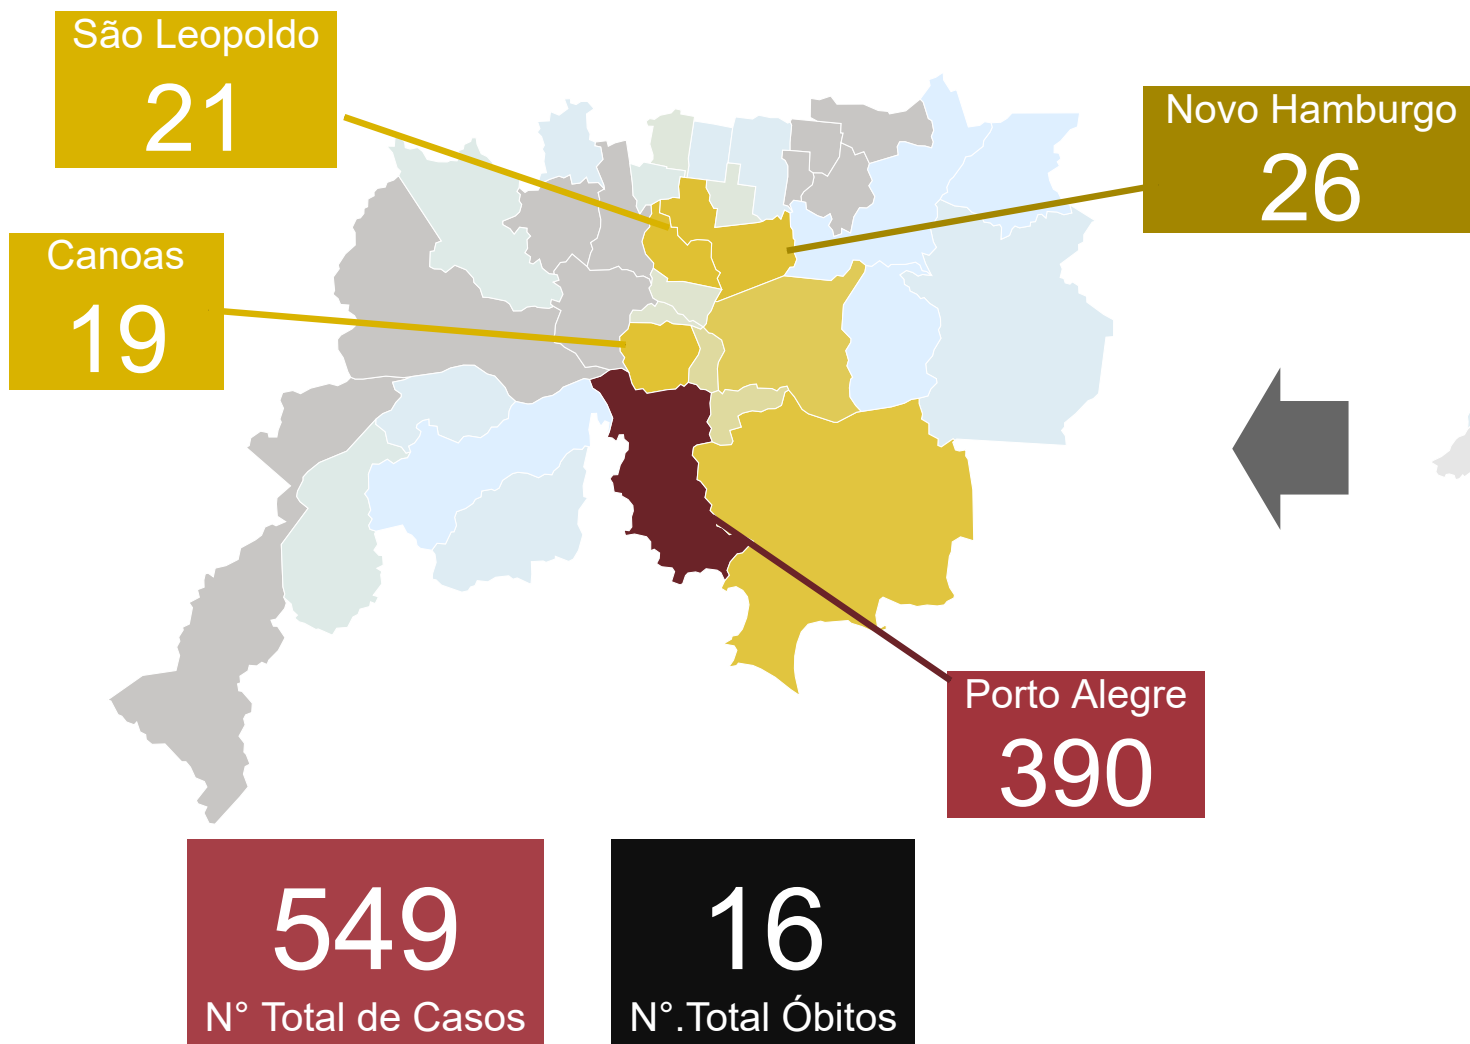 São Leopoldo
21
Novo Hamburgo
26
Canoas
19
Porto Alegre
390
549
N° Total de Casos
16
N°.Total Óbitos